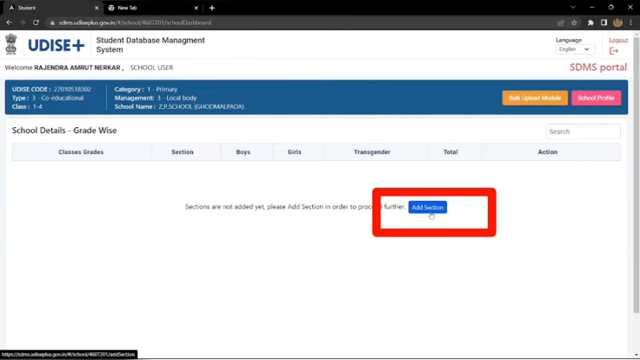 Student
New Tab
sdms.udiseplus.gov.in/#/school/4687201/schoolDashboard
UDISE+
Student Database Managment System
Language
English
Logout
Welcome RAJENDRA AMRUT NERKAR , SCHOOL USER
SDMS portal
UDISE CODE : 27010518302
Type : 3 - Co-educational
Class : 1-4
Category : 1 - Primary
Management : 3 - Local body
School Name : Z.P.SCHOOL (GHODMALPADA)
Bulk Upload Module
School Profile
School Details - Grade Wise
Search
Classes Grades Section Boys Girls Transgender Total Action
Sections are not added yet, please Add Section in order to proceed further. Add Section
https://sdms.udiseplus.gov.in/#/school/4687201/addSection